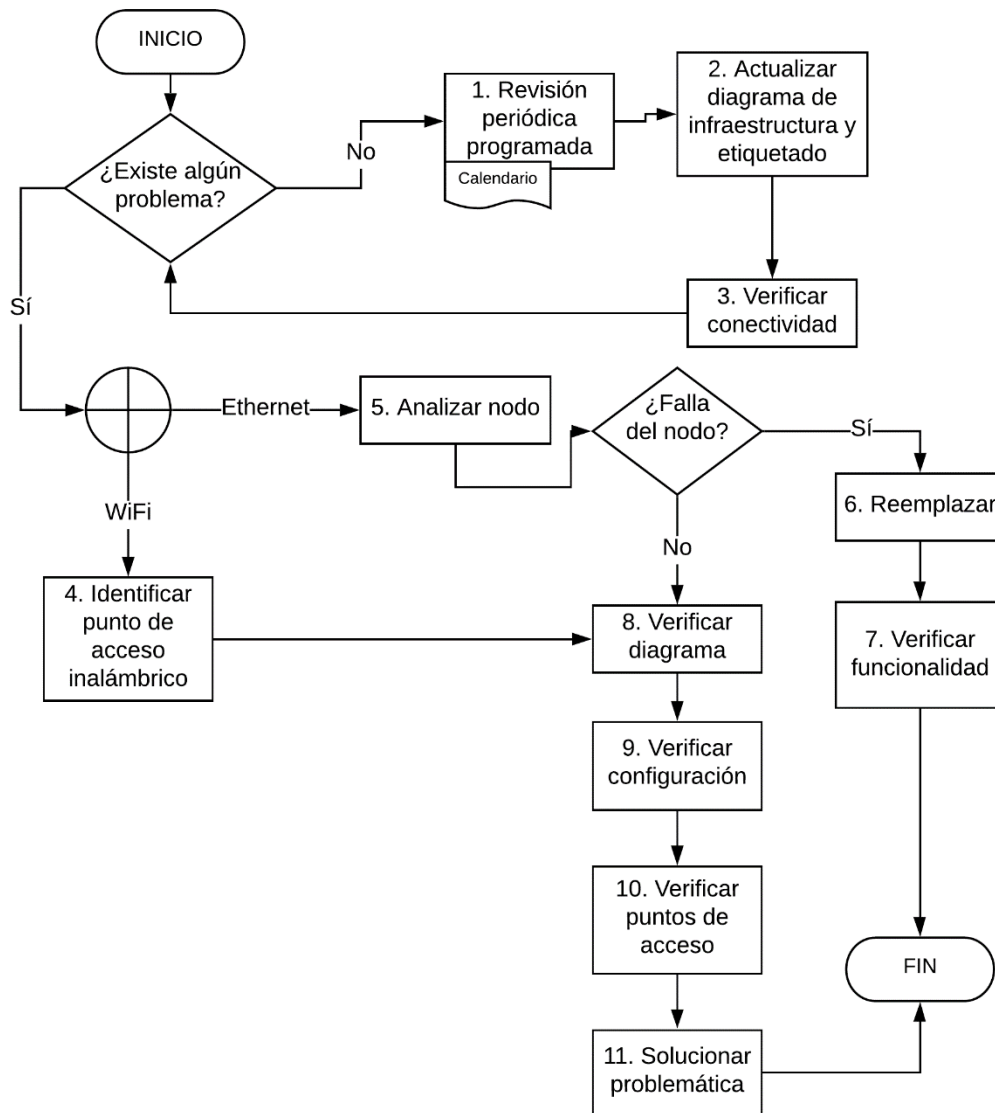 INICIO
¿Existe algún
problema?
No
1. Revisión
periódica
programada
Calendario
2. Actualizar
diagrama de
infraestructura y
etiquetado
3. Verificar
conectividad
Sí
Ethernet
5. Analizar nodo
¿Falla
del nodo?
Sí
6. Reemplazar
7. Verificar
funcionalidad
WiFi
4. Identificar
punto de
acceso
inalámbrico
No
8. Verificar
diagrama
9. Verificar
configuración
10. Verificar
puntos de
acceso
11. Solucionar
problemática
FIN